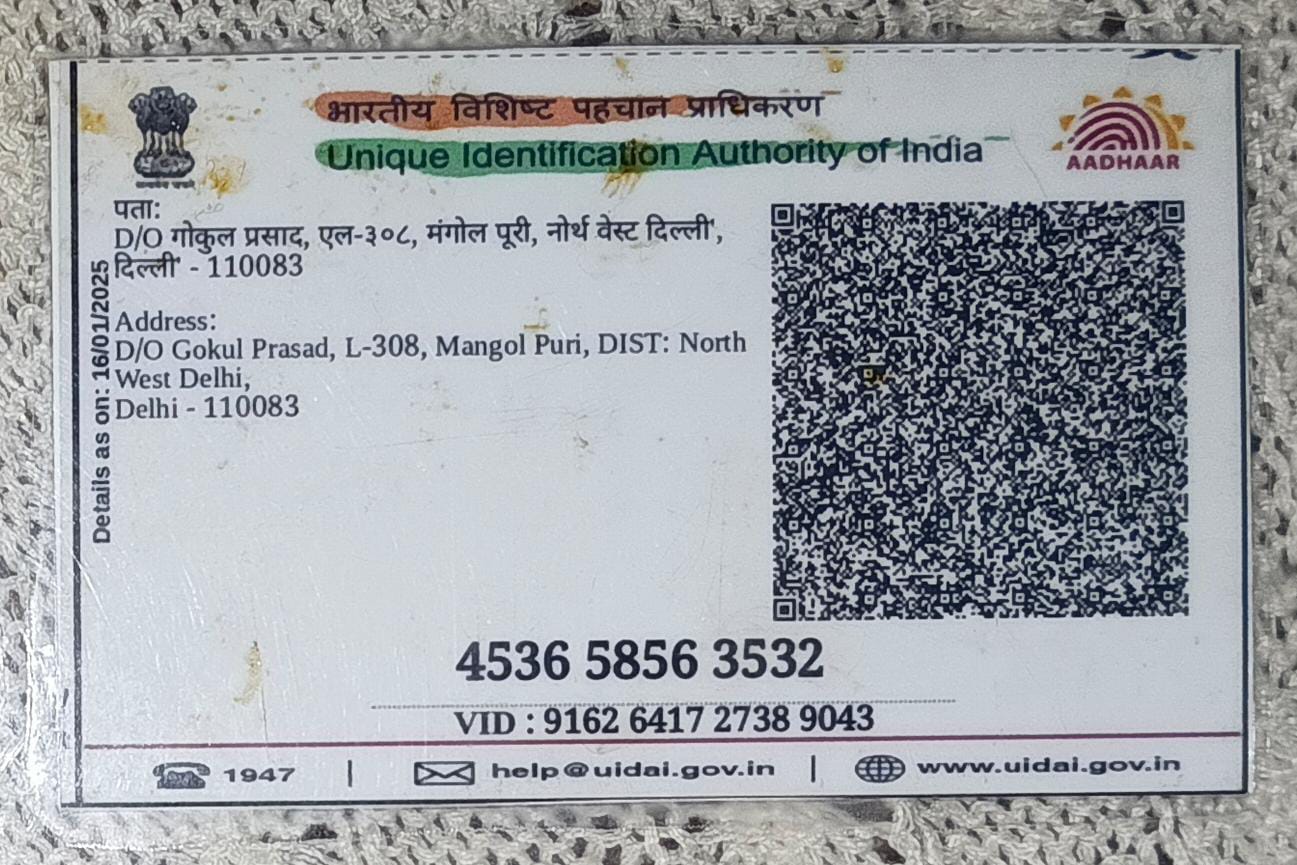 भारतीय विशिष्ट पहचान प्राधिकरण
Unique Identification Authority of India
AADHAAR
पता:
D/O गोकुल प्रसाद, एल-३०८, मंगोल पूरी, नोर्थ वेस्ट दिल्ली',
दिल्ली' - 110083
Details as on: 16/01/2025
Address:
D/O Gokul Prasad, L-308, Mangol Puri, DIST: North
West Delhi,
Delhi - 110083
4536 5856 3532
VID : 9162 6417 2738 9043
1947 | help@uidai.gov.in | www.uidai.gov.in